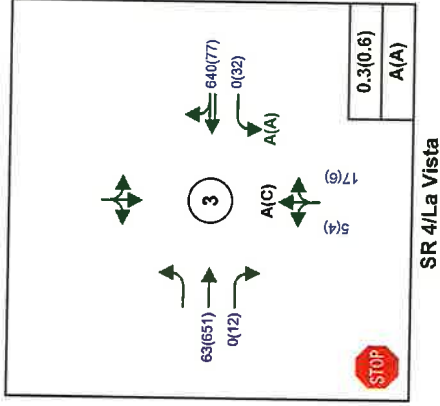 640(77)
0(32)
A(A)
3
A(C)
63(651)
0(12)
5(4)
17(6)
0.3(0.6)
A(A)
STOP
SR 4/La Vista